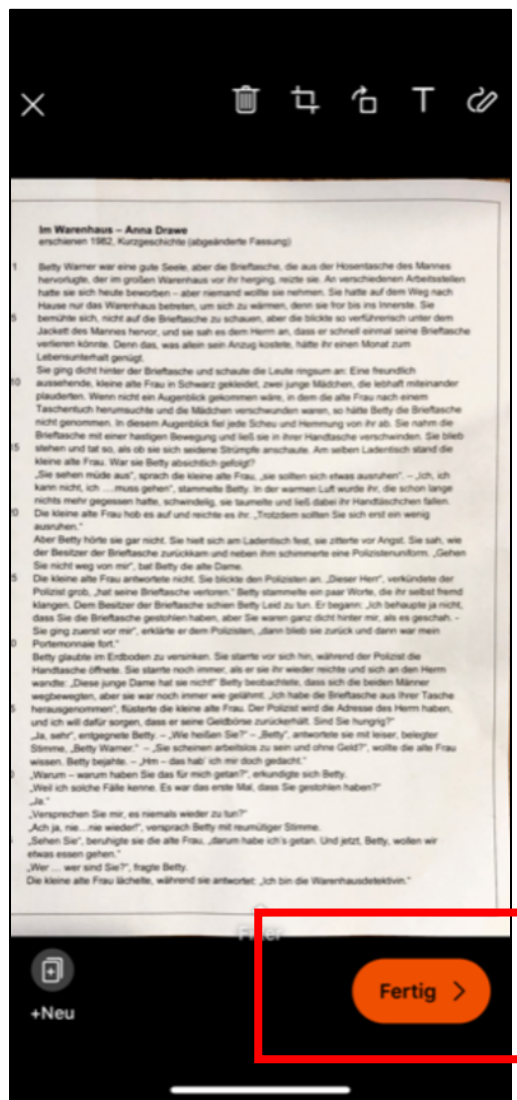 T
Im Warenhaus – Anna Drawe
erschienen 1982, Kurzgeschichte (abgeänderte Fassung)
1 Betty Warner war eine gute Seele, aber die Brieftasche, die aus der Hosentasche des Mannes
hervorlugte, der im großen Warenhaus vor ihr herging, reizte sie. An verschiedenen Arbeitsstellen
hatte sie sich heute beworben – aber niemand wollte sie nehmen. Sie hatte auf dem Weg nach
Hause nur das Warenhaus betreten, um sich zu wärmen, denn sie fror bis ins Innerste. Sie
5 bemühte sich, nicht auf die Brieftasche zu schauen, aber die blickte so verführerisch unter dem
Jackett des Mannes hervor, und sie sah es dem Herrn an, dass er schnell einmal seine Brieftasche
verlieren könnte. Denn das, was allein sein Anzug kostete, hätte ihr einen Monat zum
Lebensunterhalt genügt.
Sie ging dicht hinter der Brieftasche und schaute die Leute ringsum an: Eine freundlich
10 aussehende, kleine alte Frau in Schwarz gekleidet, zwei junge Mädchen, die lebhaft miteinander
plauderten. Wenn nicht ein Augenblick gekommen wäre, in dem die alte Frau nach einem
Taschentuch herumsuchte und die Mädchen verschwunden waren, so hätte Betty die Brieftasche
nicht genommen. In diesem Augenblick fiel jede Scheu und Hemmung von ihr ab. Sie nahm die
Brieftasche mit einer hastigen Bewegung und ließ sie in ihrer Handtasche verschwinden. Sie blieb
15 stehen und tat so, als ob sie sich seidene Strümpfe anschaute. Am selben Ladentisch stand die
kleine alte Frau. War sie Betty absichtlich gefolgt?
„Sie sehen müde aus“, sprach die kleine alte Frau, „sie sollten sich etwas ausruhen“. – „Ich, ich
kann nicht, ich ....muss gehen“, stammelte Betty. In der warmen Luft wurde ihr, die schon lange
nichts mehr gegessen hatte, schwindelig, sie taumelte und ließ dabei ihr Handtäschchen fallen.
0 Die kleine alte Frau hob es auf und reichte es ihr. „Trotzdem sollten Sie sich erst ein wenig
ausruhen.“
Aber Betty hörte sie gar nicht. Sie hielt sich am Ladentisch fest, sie zitterte vor Angst. Sie sah, wie
der Besitzer der Brieftasche zurückkam und neben ihm schimmerte eine Polizistenuniform. „Gehen
Sie nicht weg von mir“, bat Betty die alte Dame.
5 Die kleine alte Frau antwortete nicht. Sie blickte den Polizisten an. „Dieser Herr“, verkündete der
Polizist grob, „hat seine Brieftasche verloren.“ Betty stammelte ein paar Worte, die ihr selbst fremd
klangen. Dem Besitzer der Brieftasche schien Betty Leid zu tun. Er begann: „Ich behaupte ja nicht,
dass Sie die Brieftasche gestohlen haben, aber Sie waren ganz dicht hinter mir, als es geschah. -
Sie ging zuerst vor mir“, erklärte er dem Polizisten, „dann blieb sie zurück und dann war mein
0 Portemonnaie fort.“
Betty glaubte im Erdboden zu versinken. Sie starrte vor sich hin, während der Polizist die
Handtasche öffnete. Sie starrte noch immer, als er sie ihr wieder reichte und sich an den Herrn
wandte: „Diese junge Dame hat sie nicht!“ Betty beobachtete, dass sich die beiden Männer
wegbewegten, aber sie war noch immer wie gelähmt. „Ich habe die Brieftasche aus Ihrer Tasche
herausgenommen“, flüsterte die kleine alte Frau. Der Polizist wird die Adresse des Herrn haben,
und ich will dafür sorgen, dass er seine Geldbörse zurückerhält. Sind Sie hungrig?“
„Ja, sehr“, entgegnete Betty. – „Wie heißen Sie?“ – „Betty“, antwortete sie mit leiser, belegter
Stimme, „Betty Warner.“ – „Sie scheinen arbeitslos zu sein und ohne Geld?“, wollte die alte Frau
wissen. Betty bejahte. – „Hm – das hab’ ich mir doch gedacht.“
„Warum – warum haben Sie das für mich getan?“, erkundigte sich Betty.
„Weil ich solche Fälle kenne. Es war das erste Mal, dass Sie gestohlen haben?“
„Ja.“
„Versprechen Sie mir, es niemals wieder zu tun?“
„Ach ja, nie...nie wieder!“, versprach Betty mit reumütiger Stimme.
„Sehen Sie“, beruhigte sie die alte Frau, „darum habe ich’s getan. Und jetzt, Betty, wollen wir
etwas essen gehen.“
„Wer ... wer sind Sie?“, fragte Betty.
Die kleine alte Frau lächelte, während sie antwortet: „Ich bin die Warenhausdetektivin.“
Filter
+Neu
Fertig